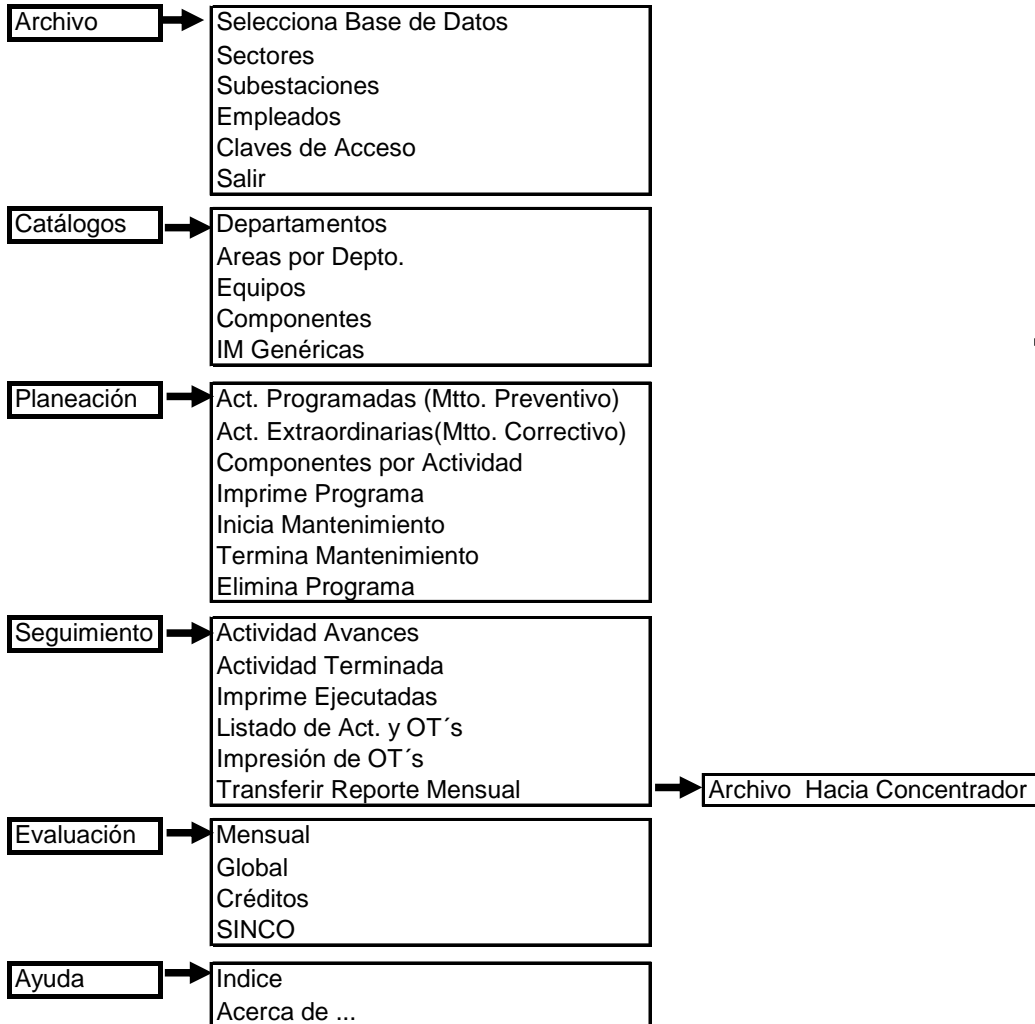 Archivo
Selecciona Base de Datos
Sectores
Subestaciones
Empleados
Claves de Acceso
Salir
Catálogos
Departamentos
Areas por Depto.
Equipos
Componentes
IM Genéricas
Planeación
Act. Programadas (Mtto. Preventivo)
Act. Extraordinarias(Mtto. Correctivo)
Componentes por Actividad
Imprime Programa
Inicia Mantenimiento
Termina Mantenimiento
Elimina Programa
Seguimiento
Actividad Avances
Actividad Terminada
Imprime Ejecutadas
Listado de Act. y OT´s
Impresión de OT´s
Transferir Reporte Mensual
Archivo  Hacia Concentrador
Evaluación
Mensual
Global
Créditos
SINCO
Ayuda
Indice
Acerca de ...